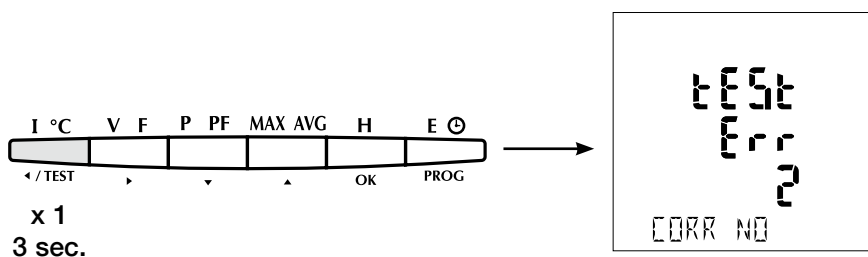 I °C V F P PF MAX AVG H E
◂ / TEST ▸ ▾ ▴ OK PROG
x 1
3 sec.
tESt
Err
2
CORR NO